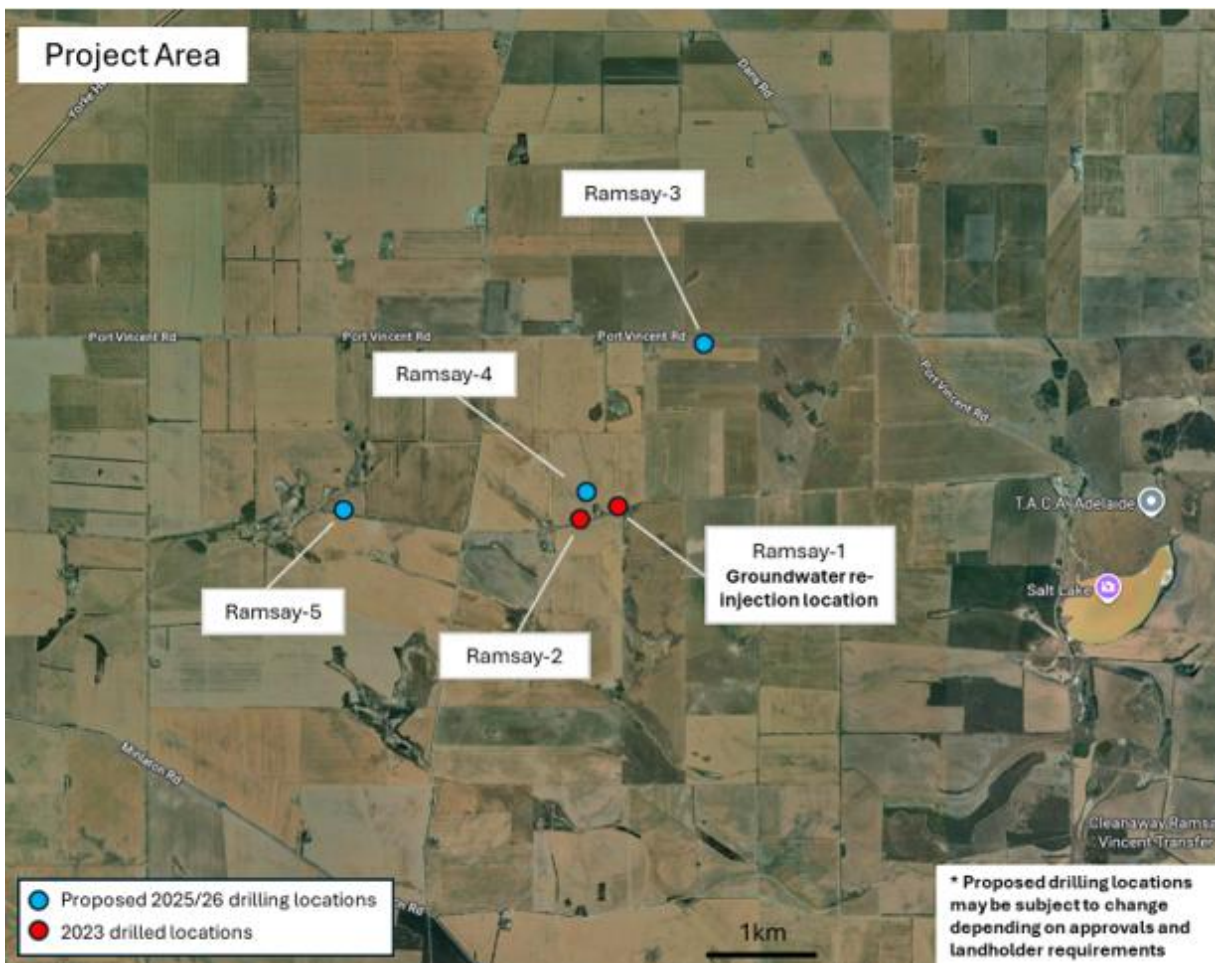 Project Area
Dans Rd
Ramsay-3
Port Vincent Rd
Port Vincent Rd
Port Vincent Rd
Ramsay-4
Port Vincent Rd
T.A.C.A. Adelaide
Ramsay-1
Groundwater re-
injection location
Salt Lake
Ramsay-5
Ramsay-2
Minlaton Rd
Vincent Transfer
Proposed 2025/26 drilling locations
2023 drilled locations
1km
* Proposed drilling locations
may be subject to change
depending on approvals and
landholder requirements